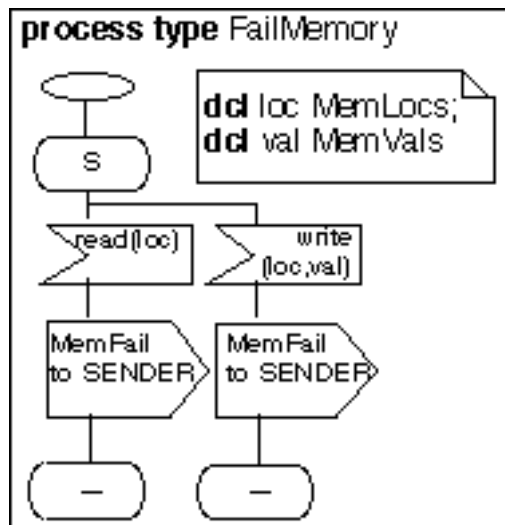 process type FailMemory
dcl loc MemLocs;
dcl val MemVals
S
read(loc)
write
(loc,val)
MemFail
to SENDER
MemFail
to SENDER
–
–